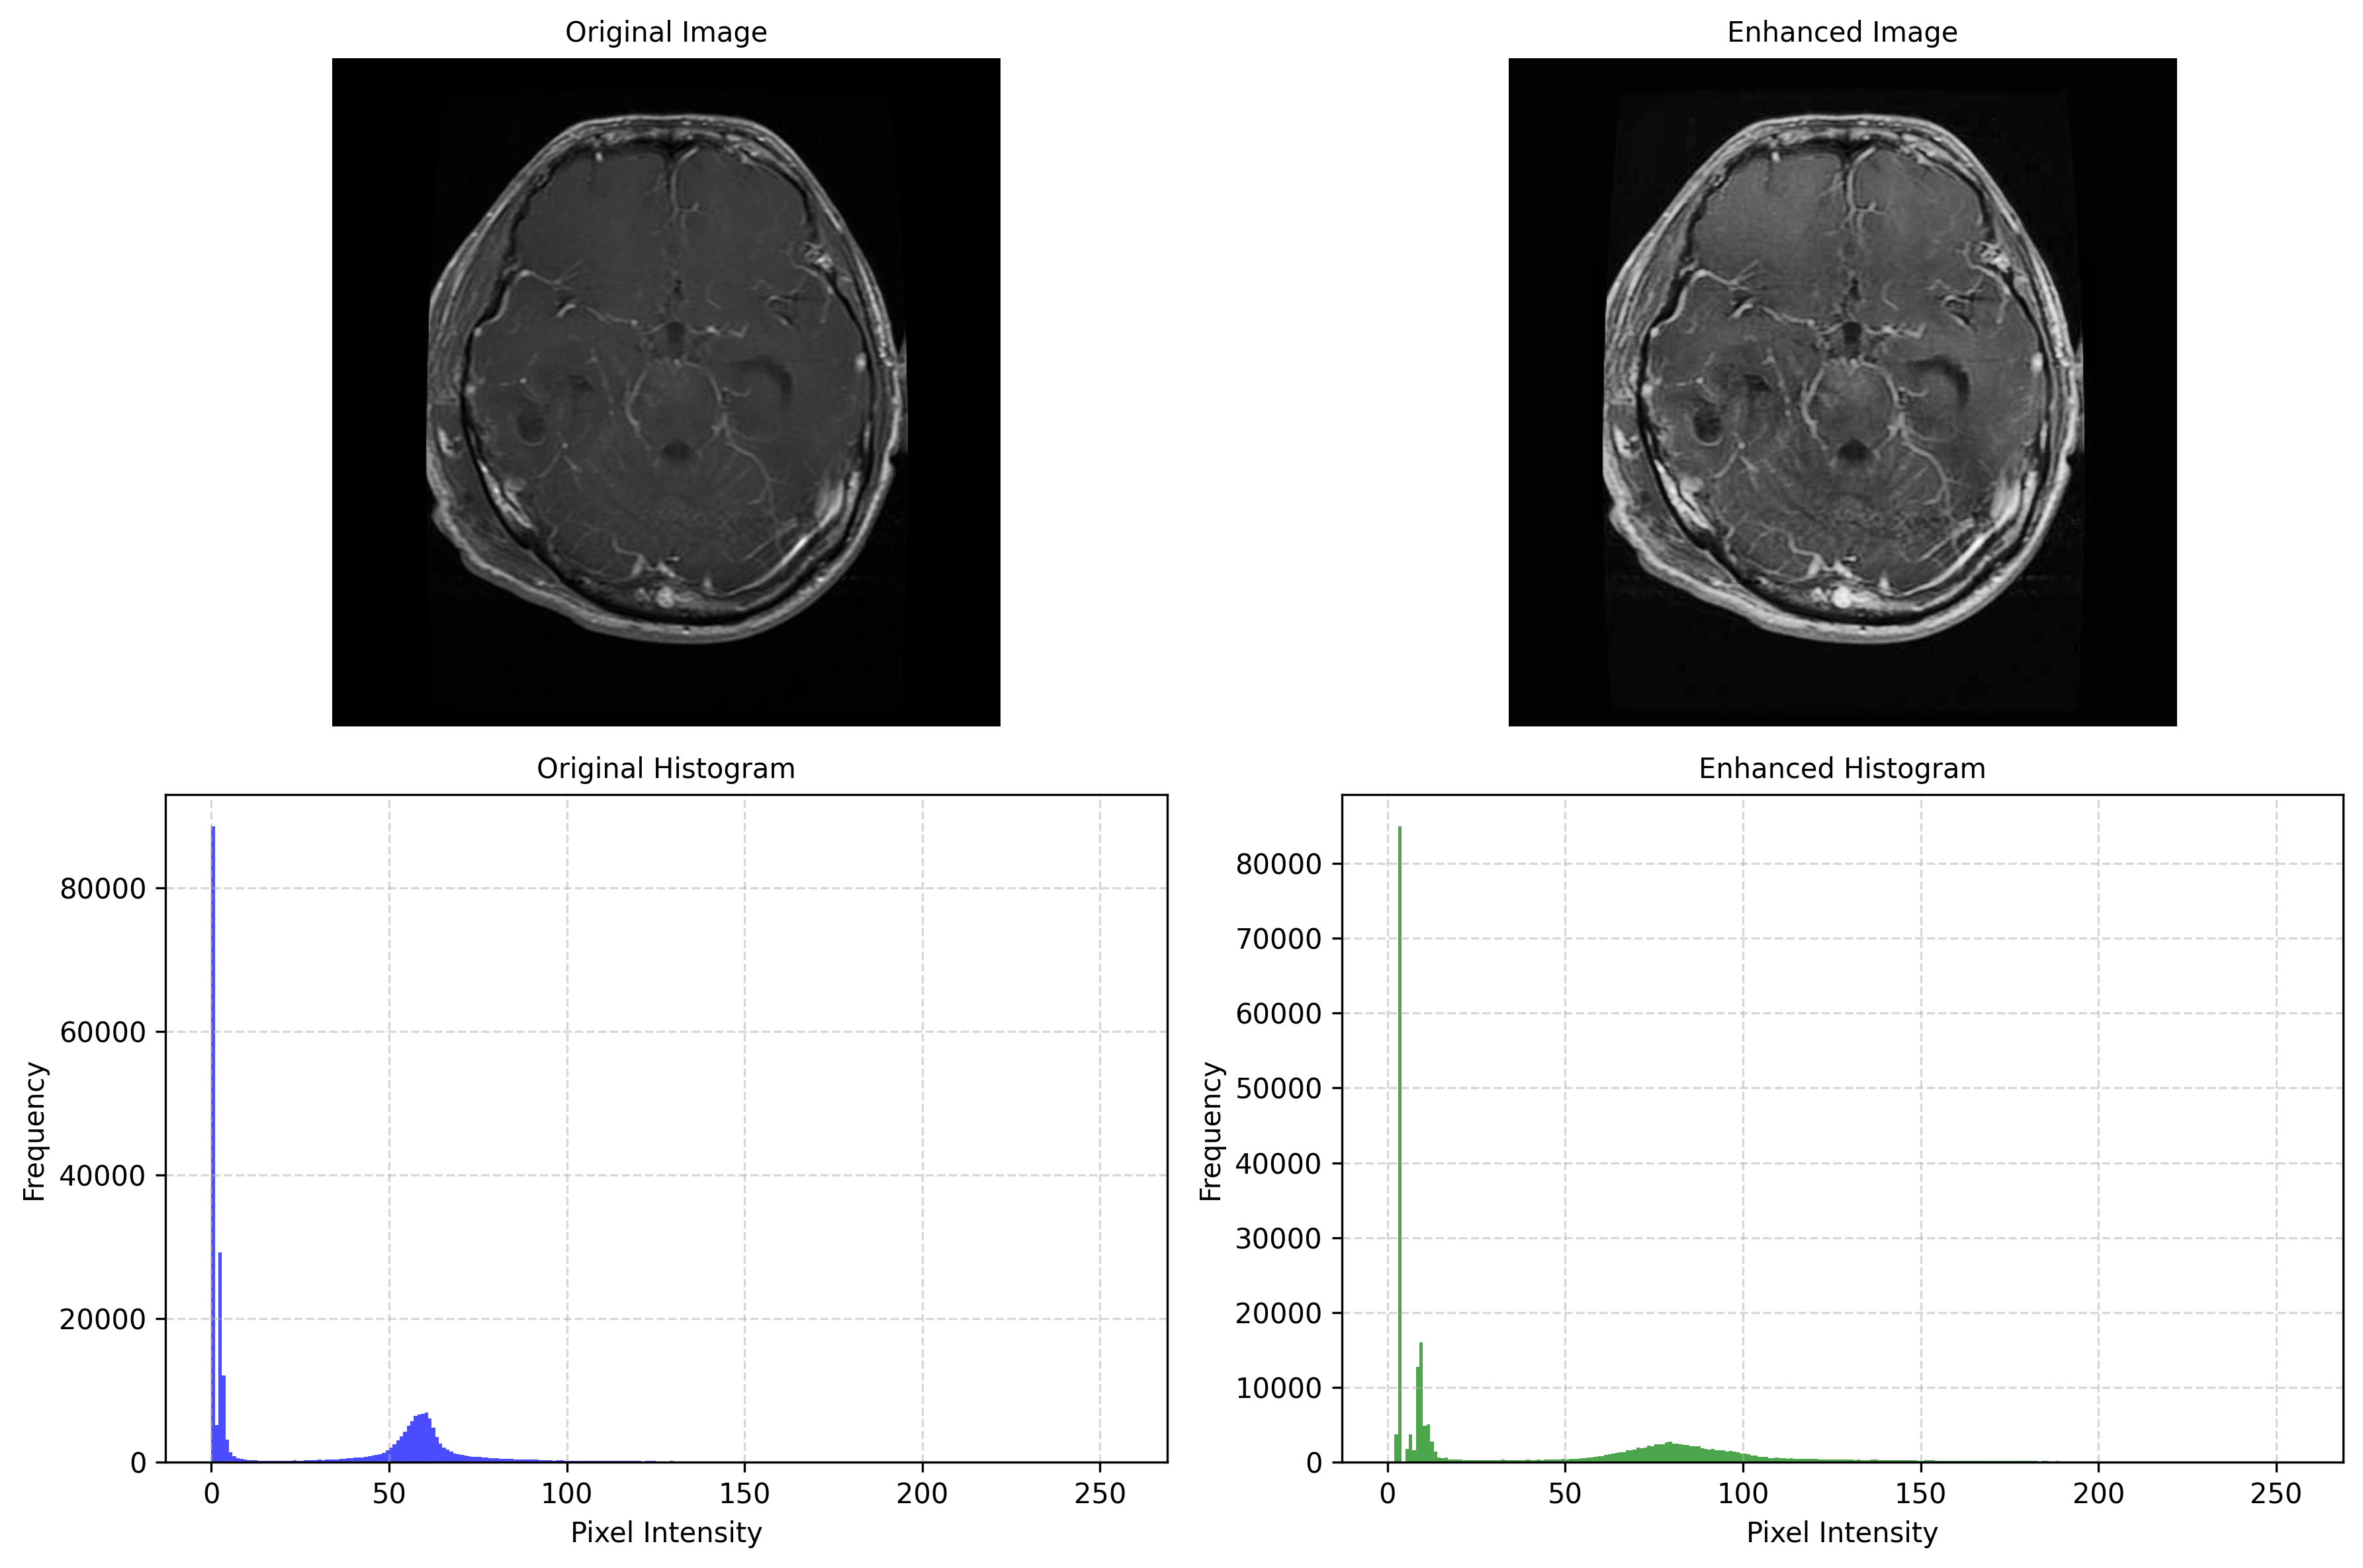 Original Image
Enhanced Image
Original Histogram
Enhanced Histogram
Frequency
80000
60000
40000
20000
0
0 50 100 150 200 250
Pixel Intensity
Frequency
80000
70000
60000
50000
40000
30000
20000
10000
0
0 50 100 150 200 250
Pixel Intensity